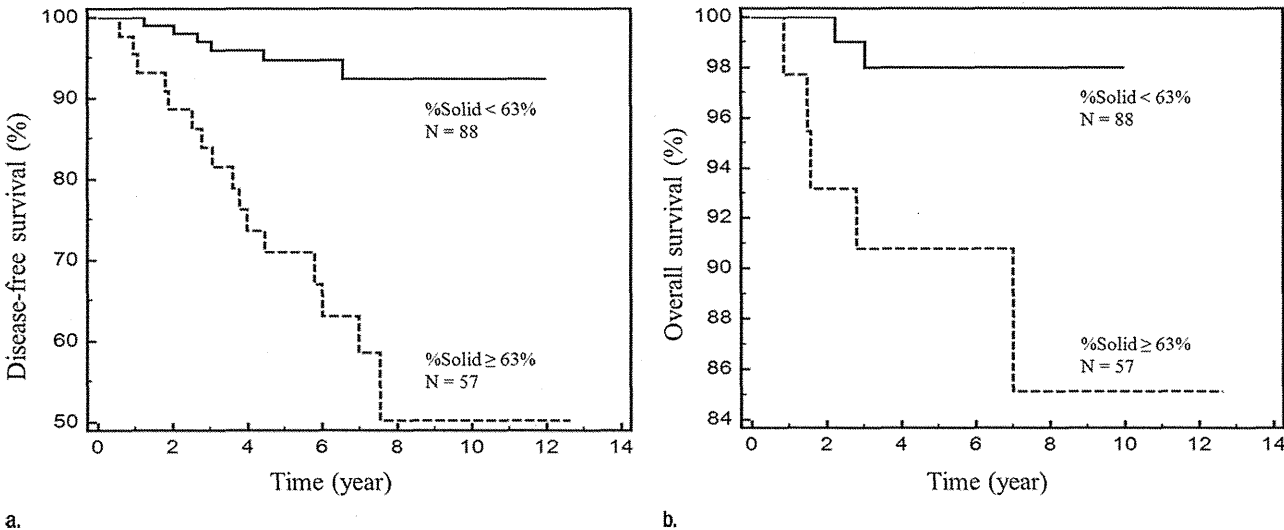 100
90
80
70
60
50
Disease-free survival (%)
%Solid < 63%
N = 88
%Solid ≥ 63%
N = 57
0 2 4 6 8 10 12 14
Time (year)
a.
100
98
96
94
92
90
88
86
84
Overall survival (%)
%Solid < 63%
N = 88
%Solid ≥ 63%
N = 57
0 2 4 6 8 10 12 14
Time (year)
b.